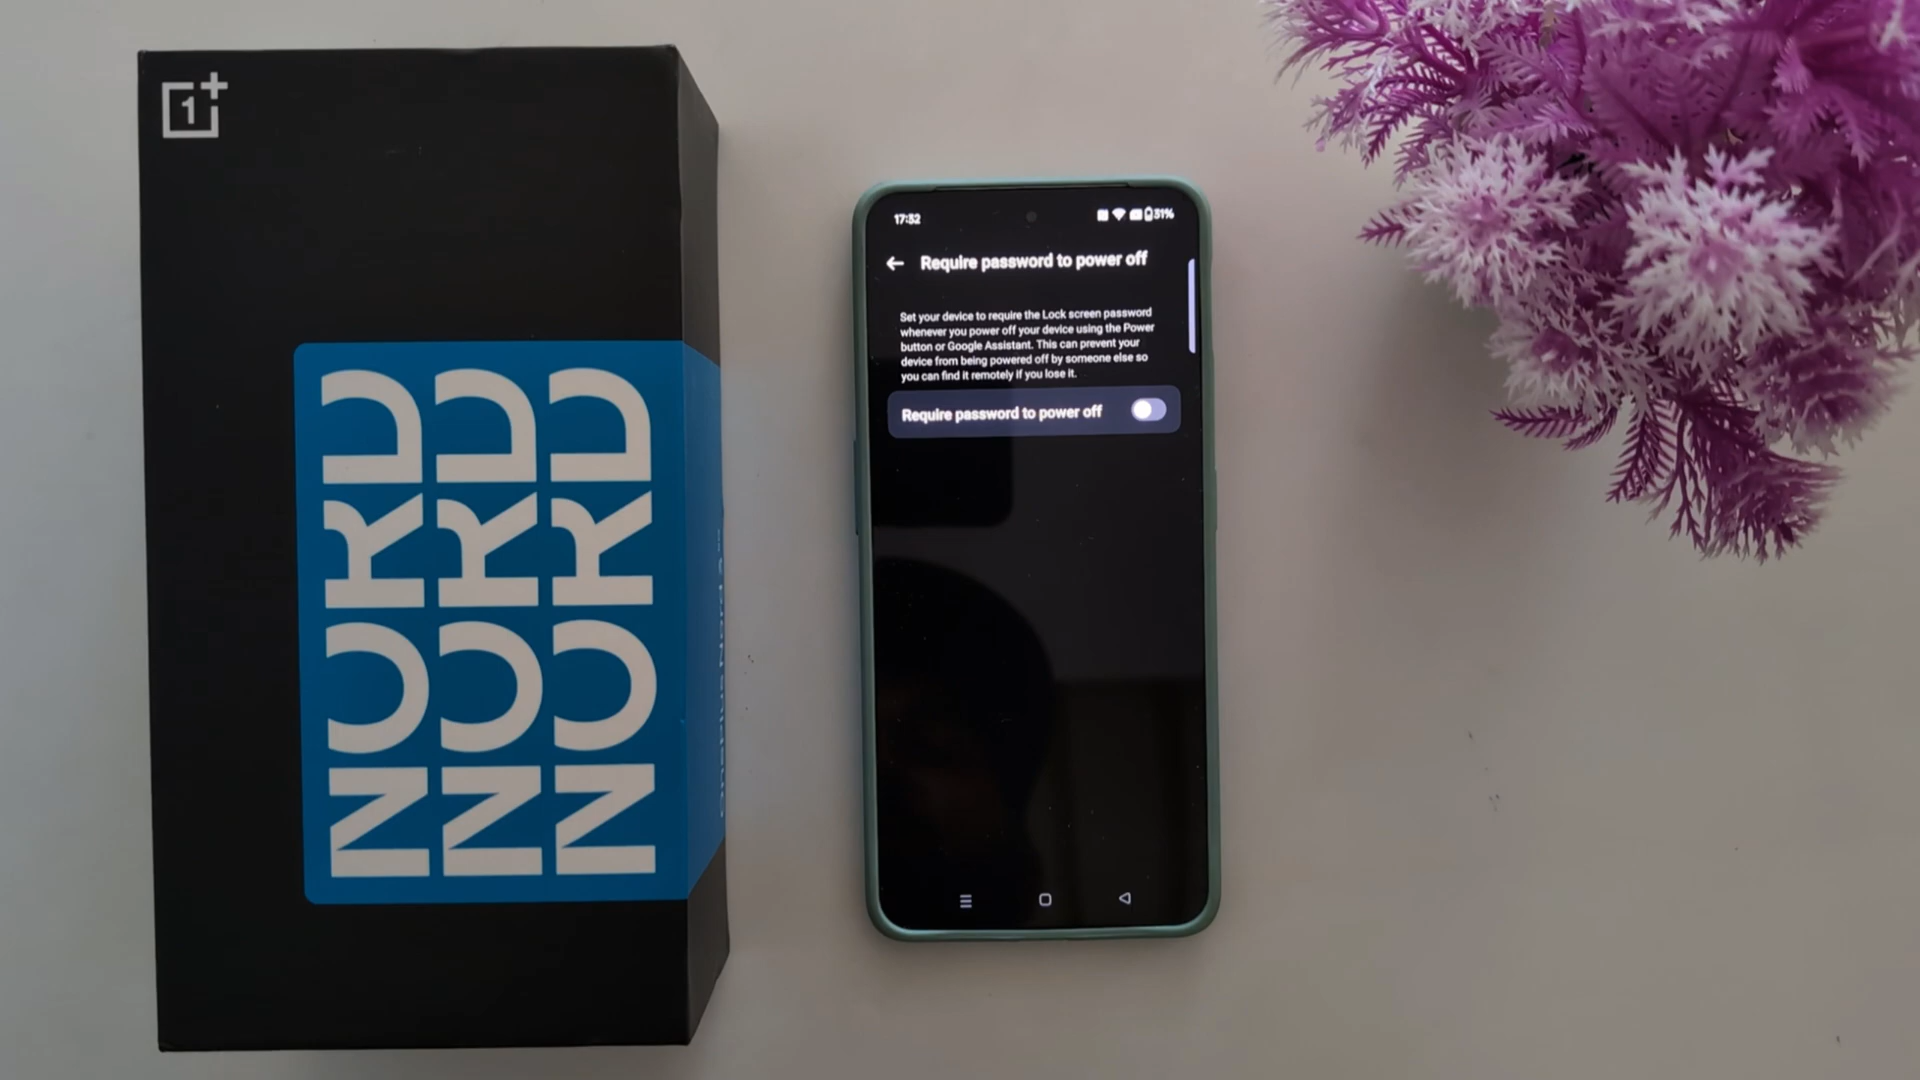 1+
NORD
NORD
NORD
17:32
31%
Require password to power off
Set your device to require the Lock screen password
whenever you power off your device using the Power
button or Google Assistant. This can prevent your
device from being powered off by someone else so
you can find it remotely if you lose it.
Require password to power off